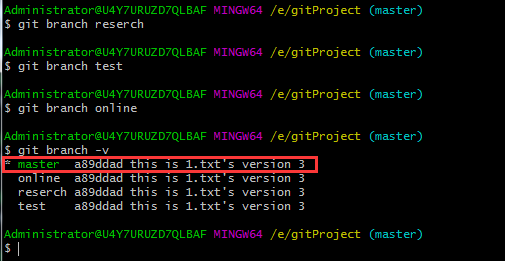 Administrator@U4Y7URUZD7QLBAF MINGW64 /e/gitProject (master)
$ git branch reserch
Administrator@U4Y7URUZD7QLBAF MINGW64 /e/gitProject (master)
$ git branch test
Administrator@U4Y7URUZD7QLBAF MINGW64 /e/gitProject (master)
$ git branch online
Administrator@U4Y7URUZD7QLBAF MINGW64 /e/gitProject (master)
$ git branch -v
* master  a89ddad this is 1.txt's version 3
  online  a89ddad this is 1.txt's version 3
  reserch a89ddad this is 1.txt's version 3
  test    a89ddad this is 1.txt's version 3
Administrator@U4Y7URUZD7QLBAF MINGW64 /e/gitProject (master)
$